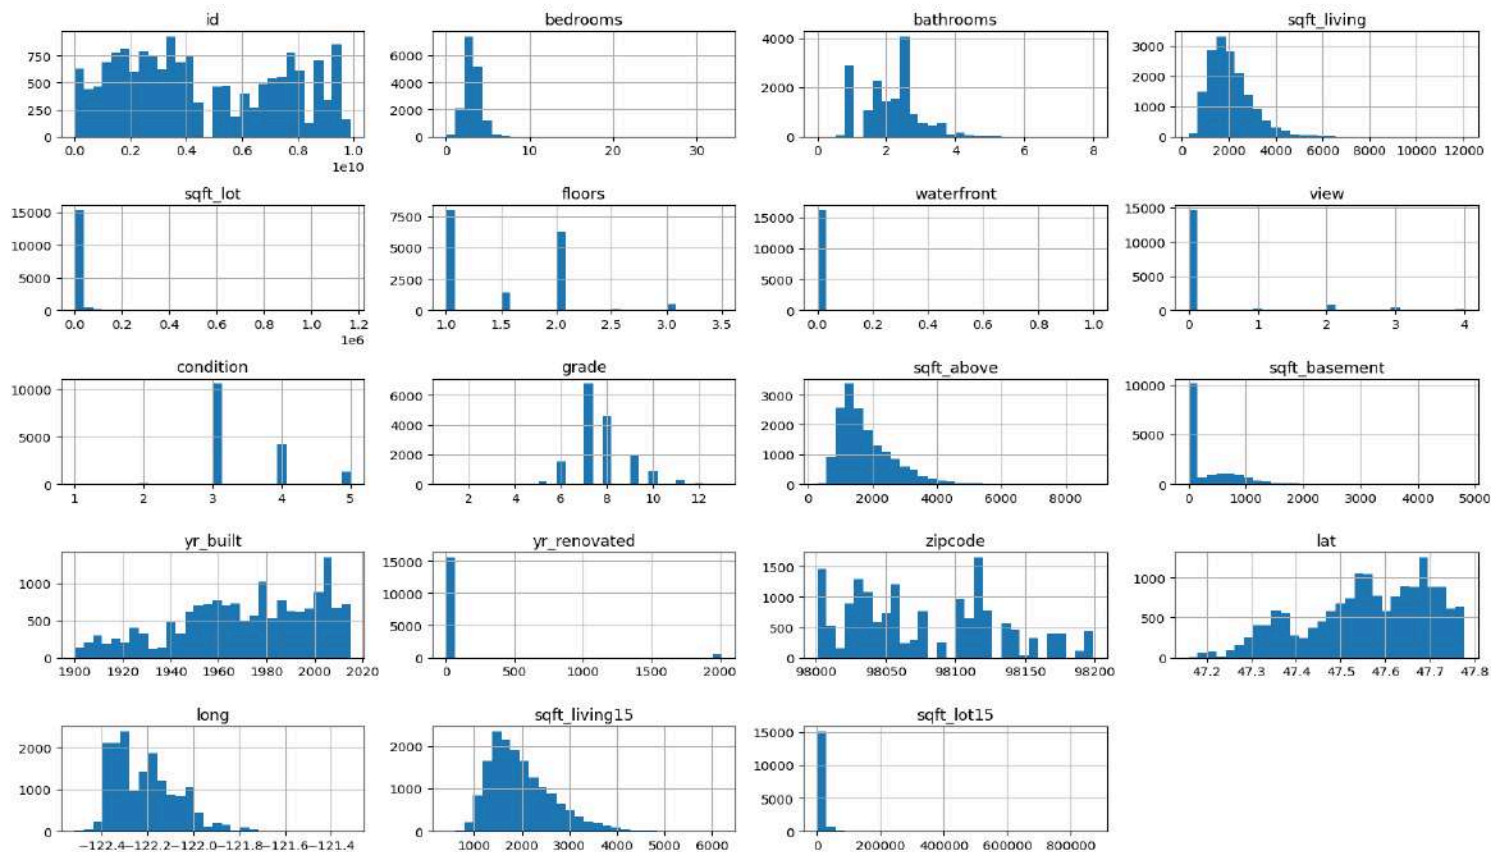 id bedrooms bathrooms sqft_living
750 500 250 0
6000 4000 2000 0
4000 2000 0
3000 2000 1000 0
0.0 0.2 0.4 0.6 0.8 1.0
1e10
0 10 20 30
0 2 4 6 8
0 2000 4000 6000 8000 10000 12000
sqft_lot floors waterfront view
15000 10000 5000 0
7500 5000 2500 0
15000 10000 5000 0
15000 10000 5000 0
0.0 0.2 0.4 0.6 0.8 1.0 1.2
1e6
1.0 1.5 2.0 2.5 3.0 3.5
0.0 0.2 0.4 0.6 0.8 1.0
0 1 2 3 4
condition grade sqft_above sqft_basement
10000 5000 0
6000 4000 2000 0
3000 2000 1000 0
10000 5000 0
1 2 3 4 5
2 4 6 8 10 12
0 2000 4000 6000 8000
0 1000 2000 3000 4000 5000
yr_built yr_renovated zipcode lat
1000 500 0
15000 10000 5000 0
1500 1000 500 0
1000 500 0
1900 1920 1940 1960 1980 2000 2020
0 500 1000 1500 2000
98000 98050 98100 98150 98200
47.2 47.3 47.4 47.5 47.6 47.7 47.8
long sqft_living15 sqft_lot15
2000 1000 0
2000 1000 0
15000 10000 5000 0
−122.4 −122.2 −122.0 −121.8 −121.6 −121.4
1000 2000 3000 4000 5000 6000
0 200000 400000 600000 800000